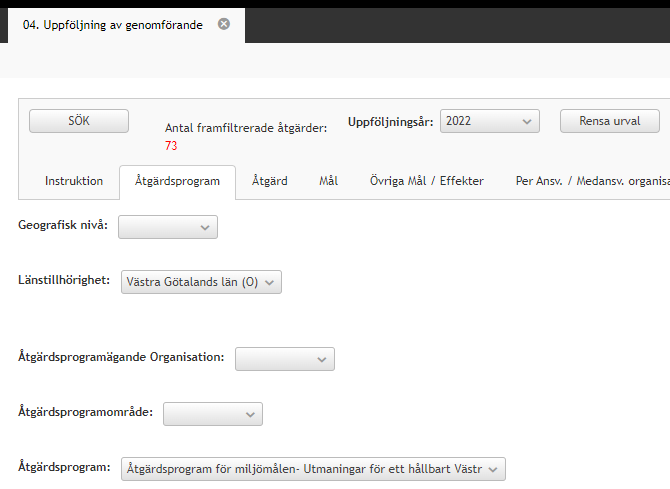 04. Uppföljning av genomförande
SÖK
Antal framfiltrerade åtgärder:
73
Uppföljningsår: 2022
Rensa urval
Instruktion Åtgärdsprogram Åtgärd Mål Övriga Mål / Effekter Per Ansv. / Medansv. organisa
Geografisk nivå:
Länstillhörighet: Västra Götalands län (O)
Åtgärdsprogramägande Organisation:
Åtgärdsprogramområde:
Åtgärdsprogram: Åtgärdsprogram för miljömålen- Utmaningar för ett hållbart Västr